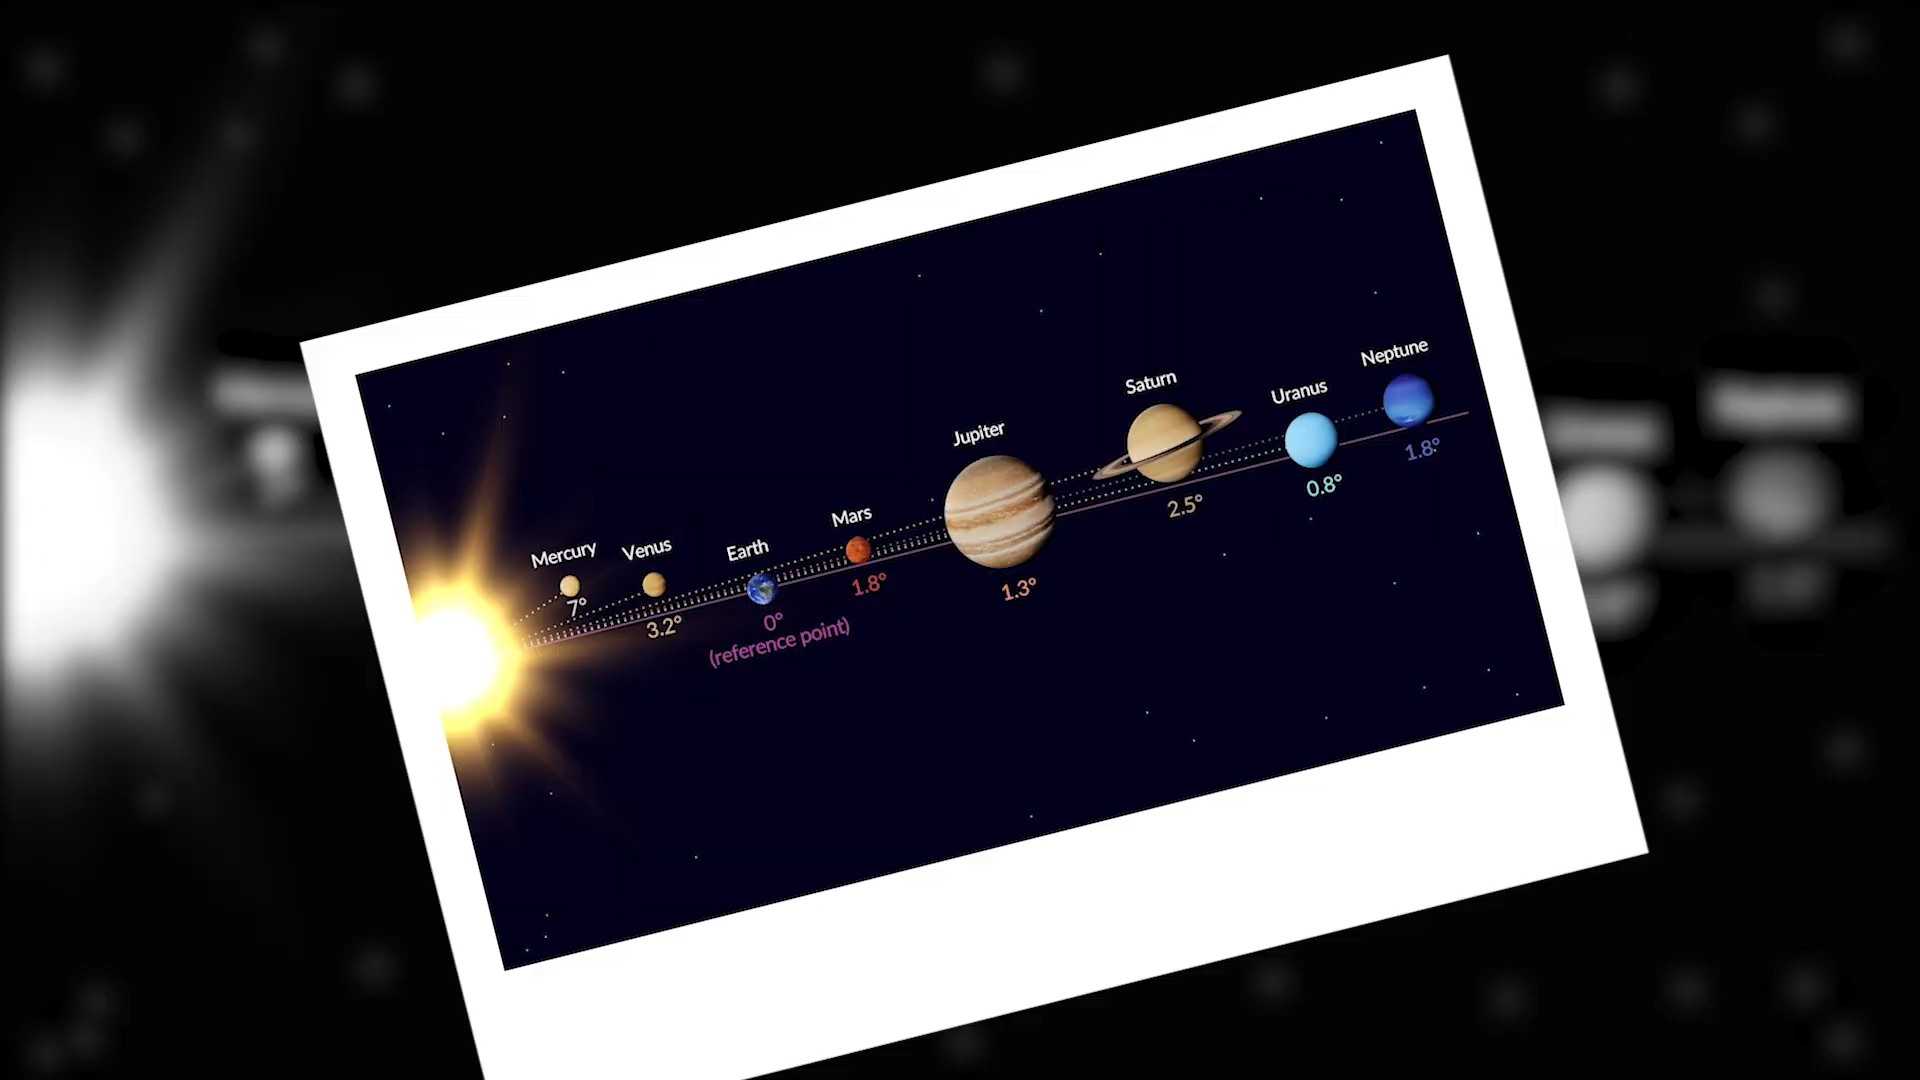 Mercury
7°
Venus
3.2°
Earth
0°
(reference point)
Mars
1.8°
Jupiter
1.3°
Saturn
2.5°
Uranus
0.8°
Neptune
1.8°